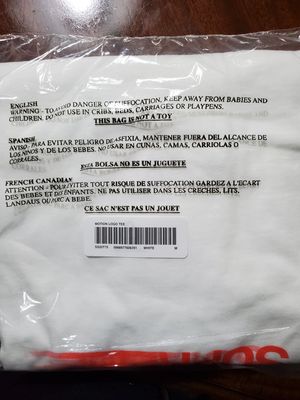 ENGLISH
WARNING - TO AVOID DANGER OF SUFFOCATION, KEEP AWAY FROM BABIES AND
CHILDREN, DO NOT USE IN CRIBS, BEDS, CARRIAGES OR PLAYPENS.
THIS BAG IS NOT A TOY
SPANISH
AVISO - PARA EVITAR PELIGRO DE ASFIXIA, MANTENER FUERA DEL ALCANCE DE
LOS NINOS Y DE LOS BEBES. NO USAR EN CUNAS, CAMAS, CARRIOLAS O
CORRALES.
ESTA BOLSA NO ES UN JUGUETE
FRENCH CANADIAN
ATTENTION - POUR EVITER TOUT RISQUE DE SUFFOCATION GARDEZ A L'ECART
DES BEBES ET DES ENFANTS. NE PAS UTILISER DANS LES CRECHES, LITS,
LANDAUS OU PARC A BEBE.
CE SAC N'EST PAS UN JOUET
MOTION LOGO TEE
WHITE M